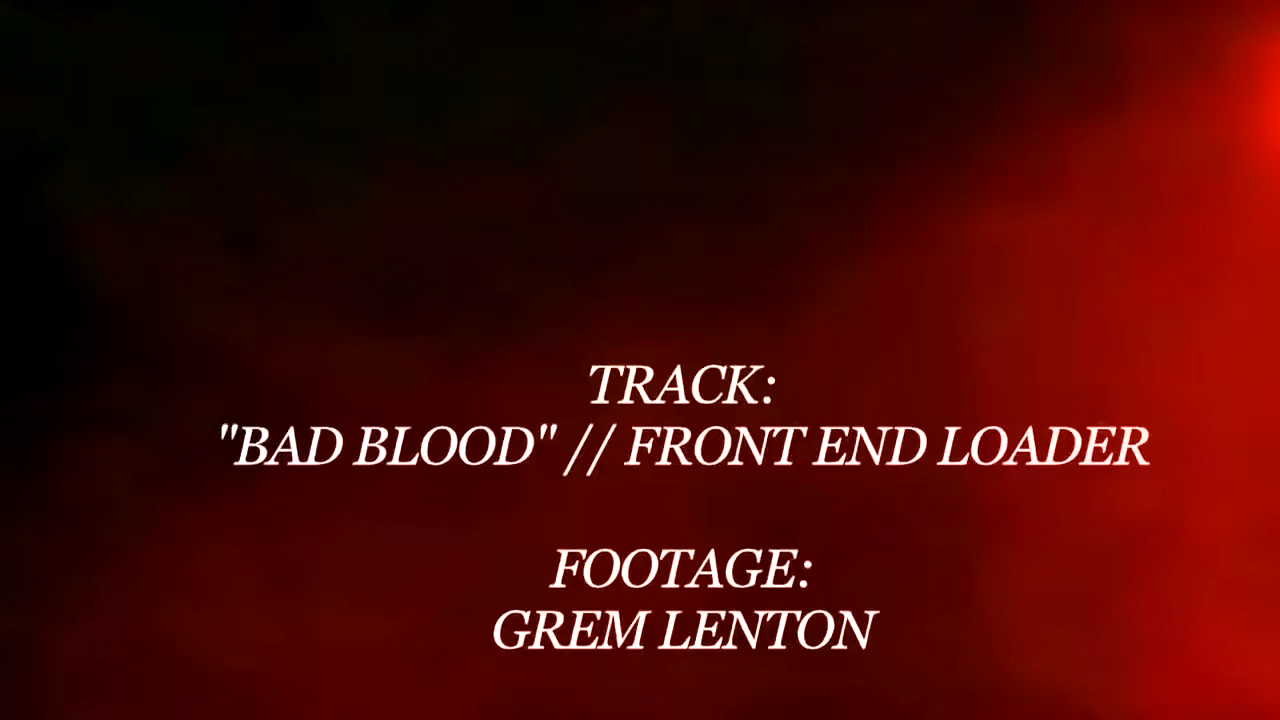 TRACK:
"BAD BLOOD" // FRONT END LOADER
FOOTAGE:
GREM LENTON